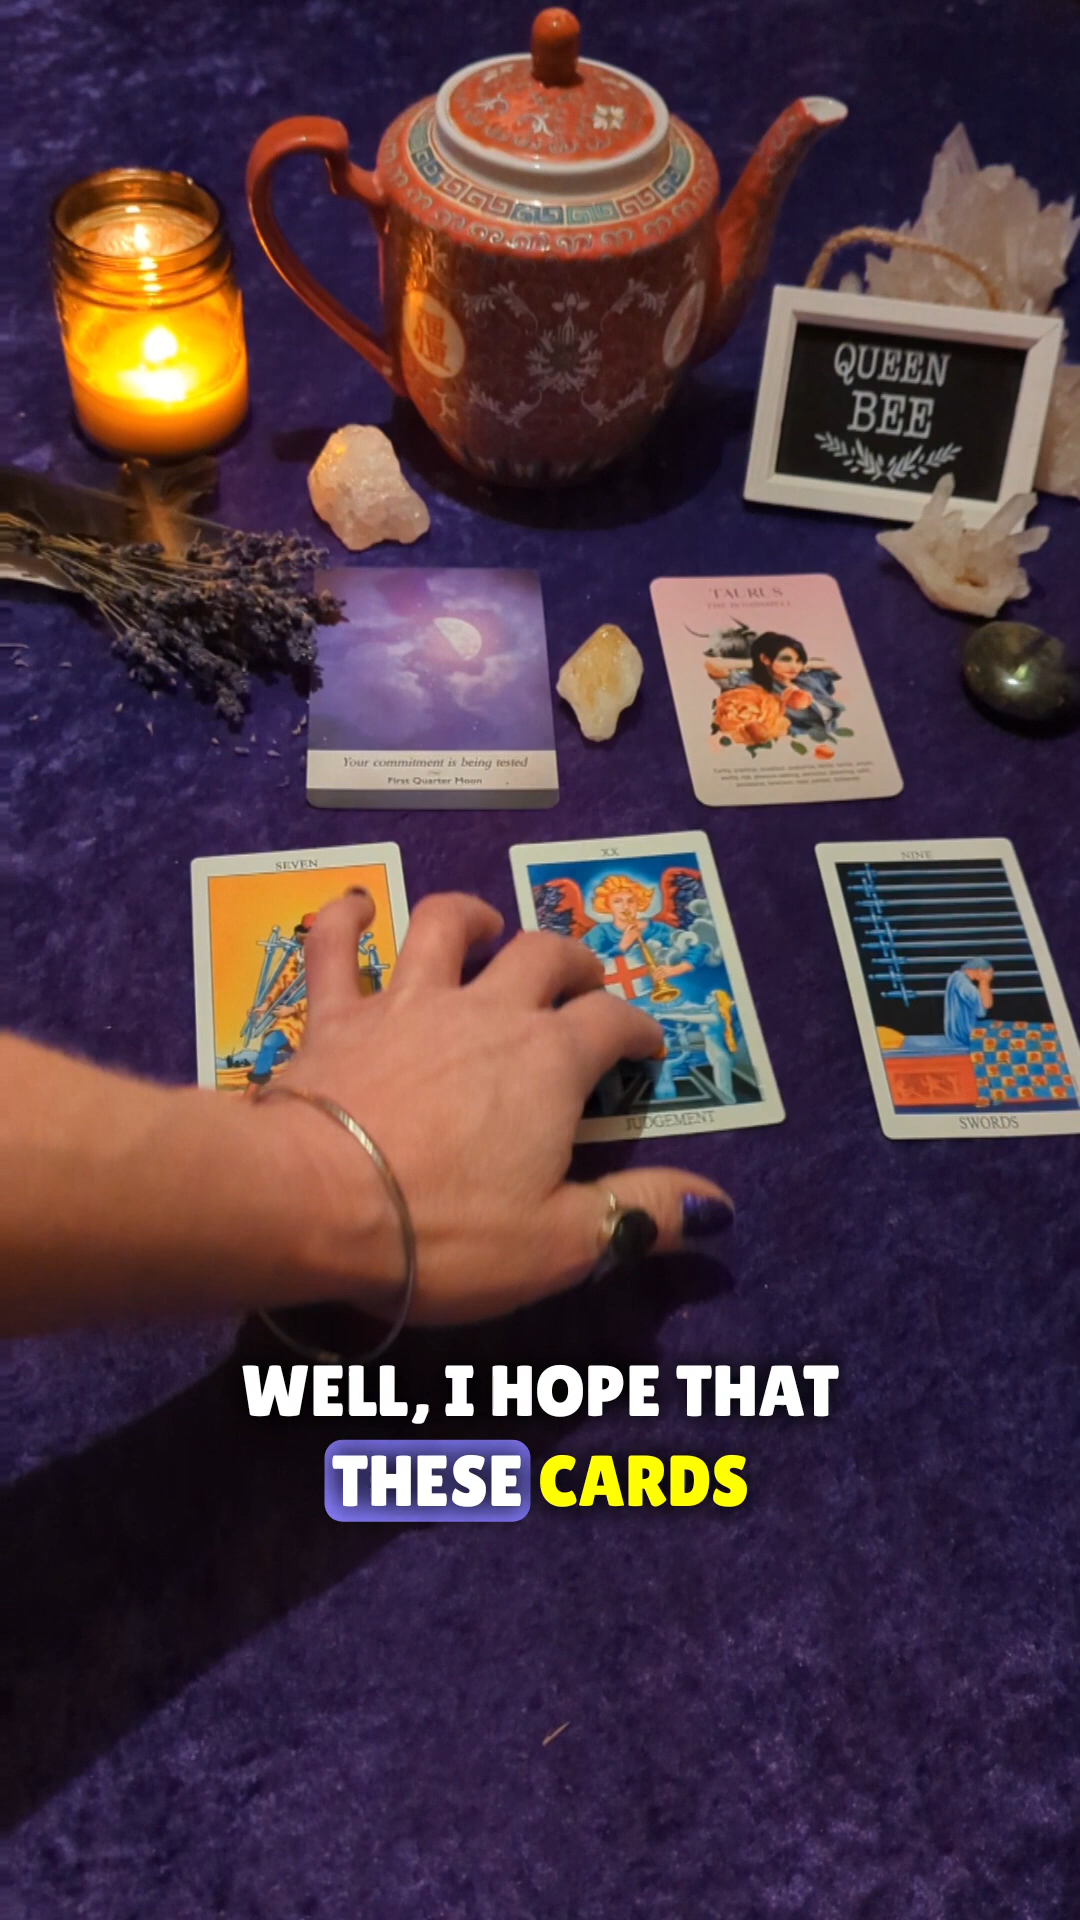 QUEEN
BEE
TAURUS
Your commitment is being tested
First Quarter Moon
SEVEN
XX
NINE
JUDGEMENT
SWORDS
WELL, I HOPE THAT
THESE CARDS